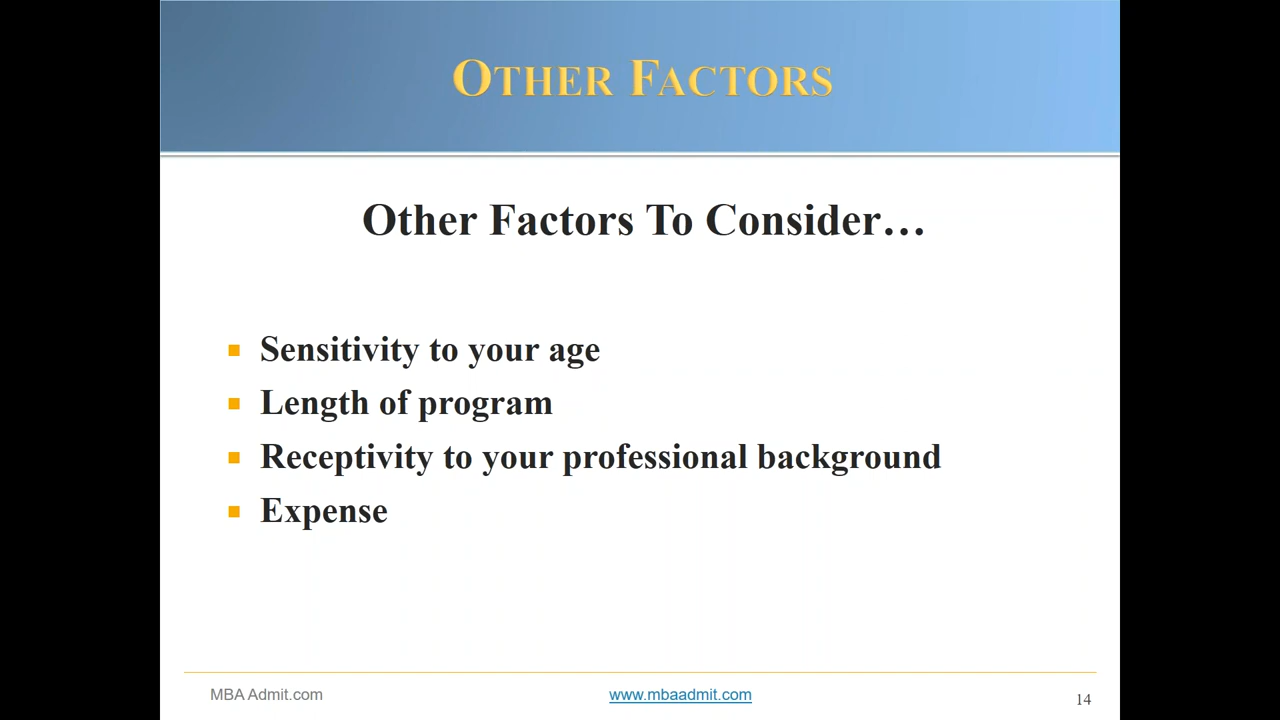 OTHER FACTORS
Other Factors To Consider…
Sensitivity to your age
Length of program
Receptivity to your professional background
Expense
MBA Admit.com
www.mbaadmit.com
14